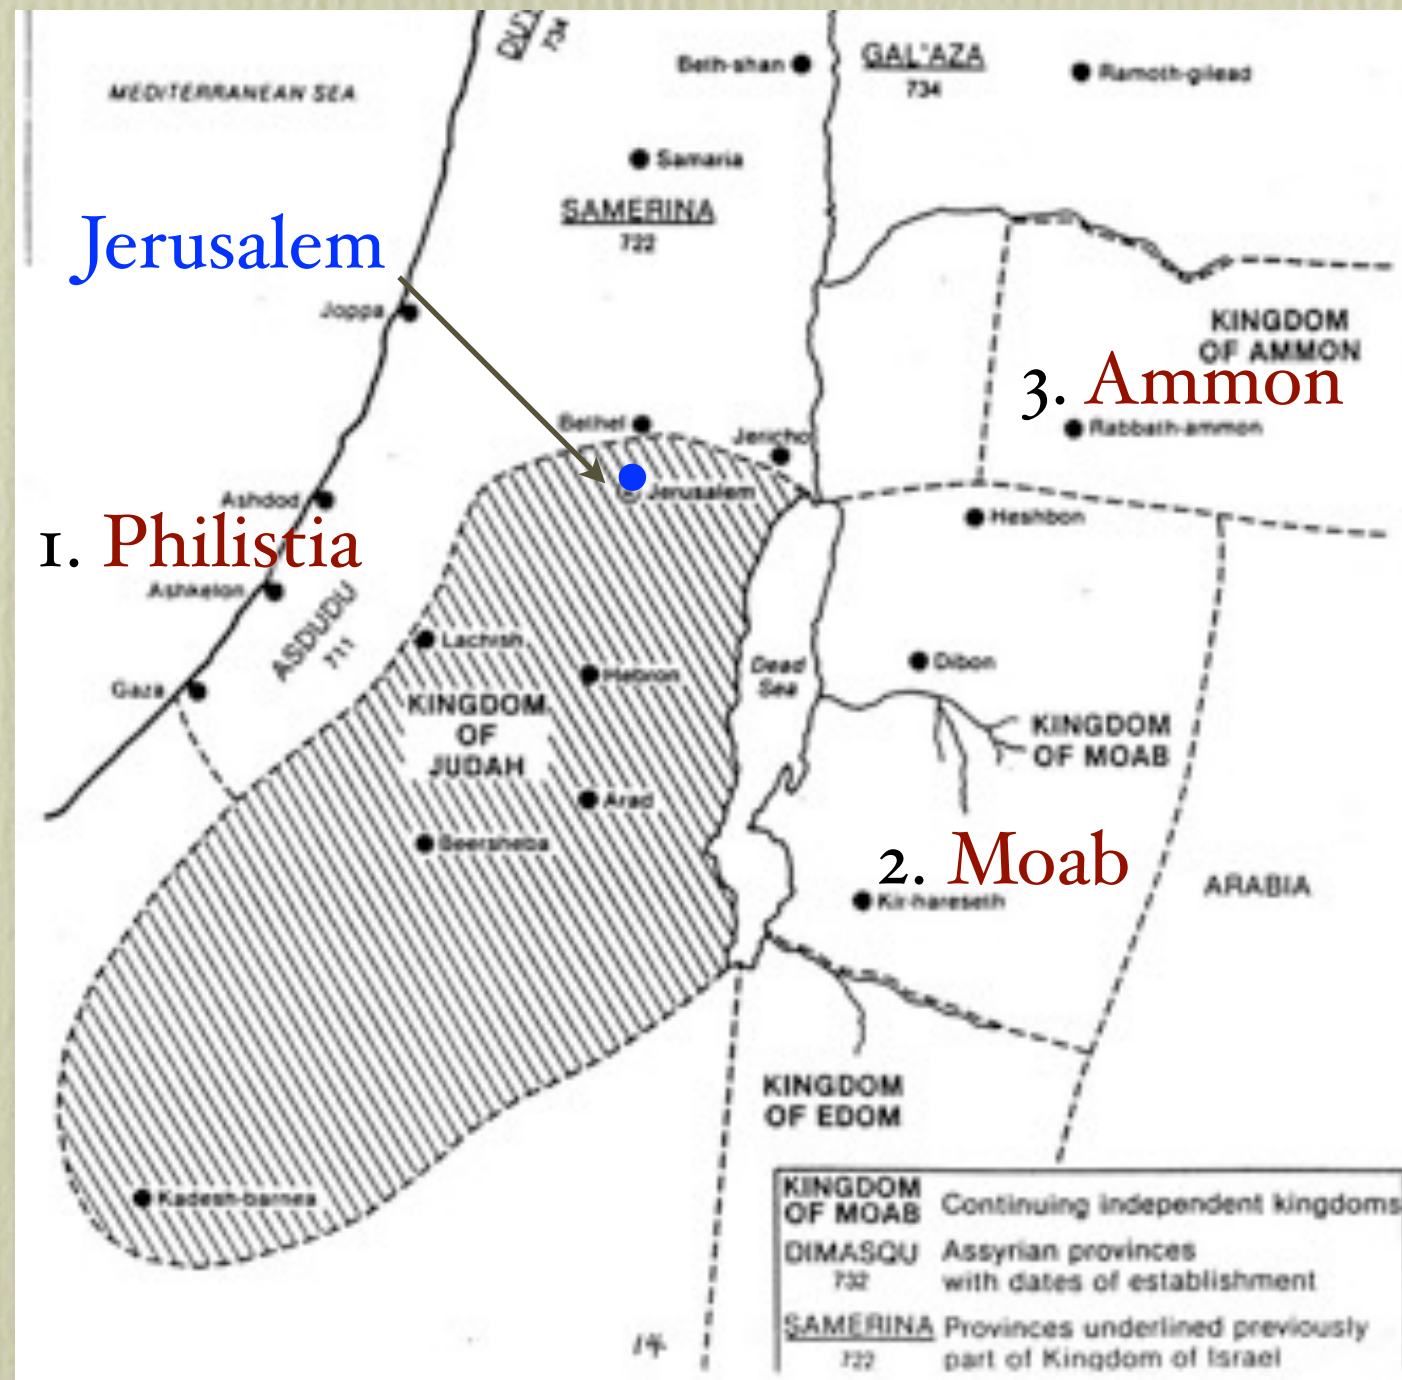 MEDITERRANEAN SEA
DU'
734
Beth-shan
GAL'AZA
734
Ramoth-gilead
Samaria
SAMERINA
722
Jerusalem
Joppa
KINGDOM
OF AMMON
3. Ammon
Rabbath-ammon
Bethel
Jericho
Jerusalem
Ashdod
Heshbon
1. Philistia
Ashkelon
ASDUDU
711
Lachish
Hebron
Dead
Sea
Dibon
Gaza
KINGDOM
OF
JUDAH
KINGDOM
OF MOAB
Arad
Beersheba
2. Moab
ARABIA
Kir-hareseth
KINGDOM
OF EDOM
Kadesh-barnea
KINGDOM
OF MOAB
Continuing independent kingdoms
DIMASQU
732
Assyrian provinces
with dates of establishment
SAMERINA
722
Provinces underlined previously
part of Kingdom of Israel